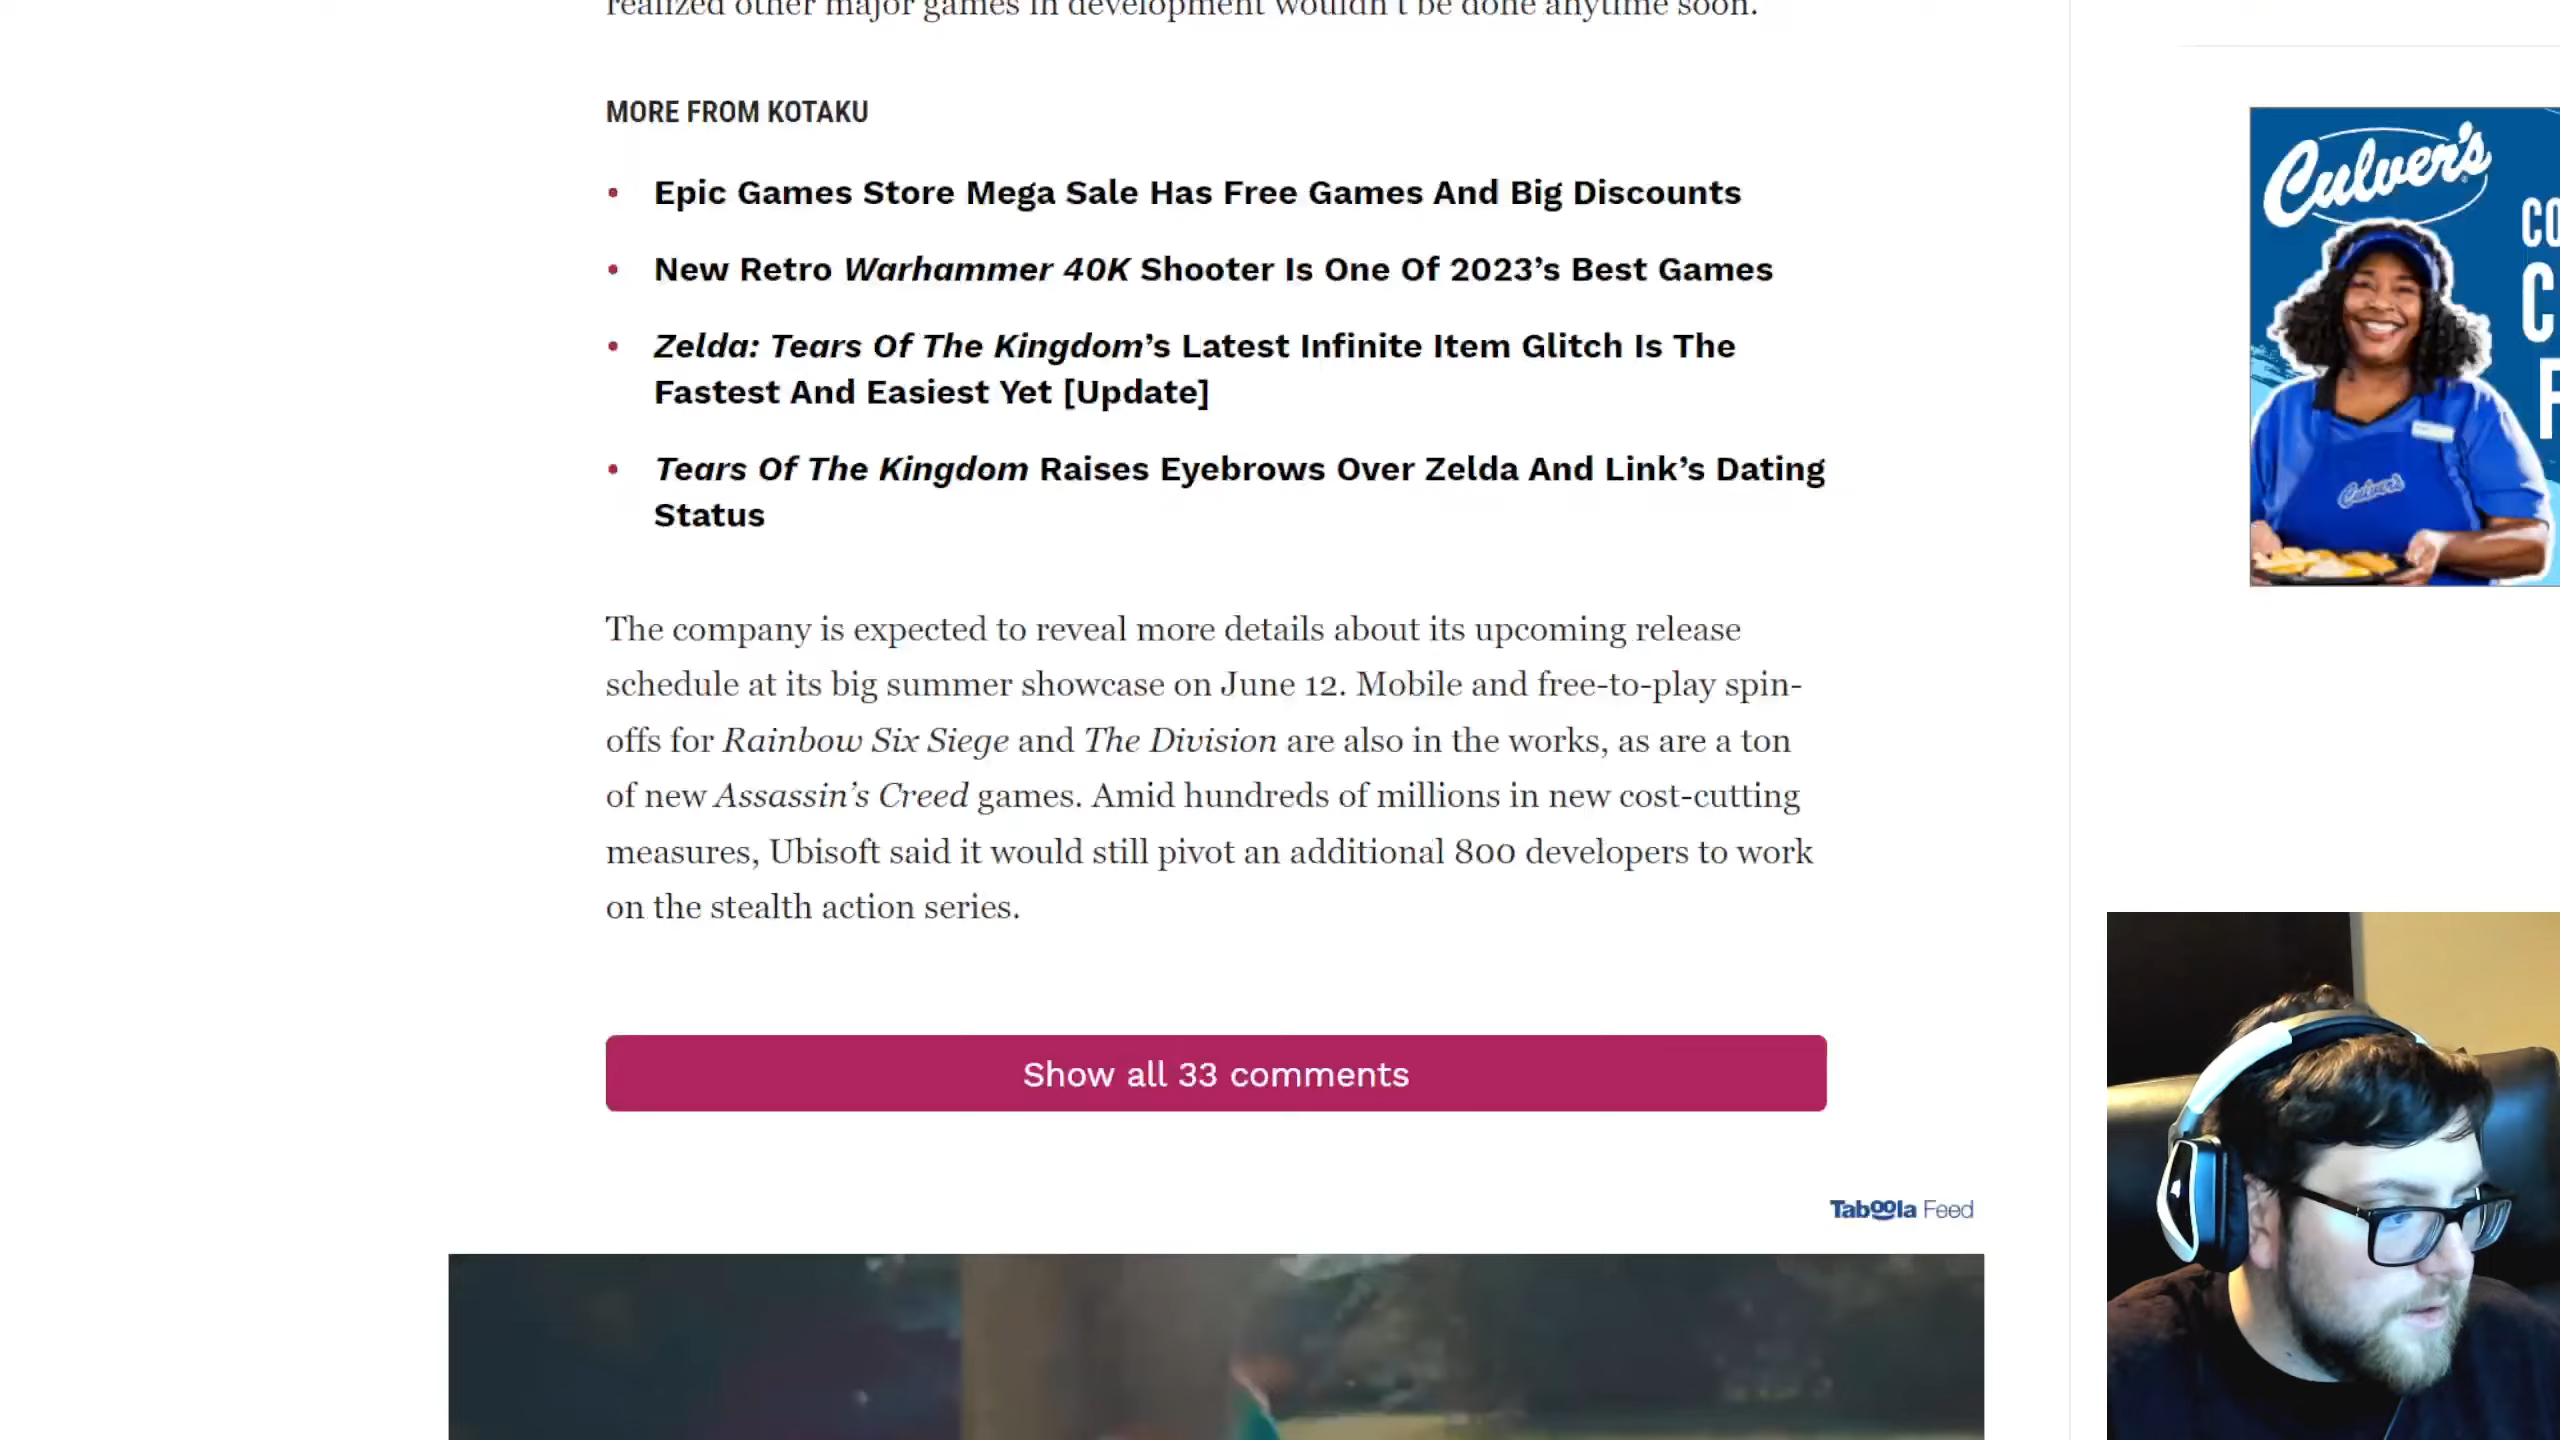 realized other major games in development wouldn't be done anytime soon.
MORE FROM KOTAKU
• Epic Games Store Mega Sale Has Free Games And Big Discounts
• New Retro Warhammer 40K Shooter Is One Of 2023’s Best Games
• Zelda: Tears Of The Kingdom’s Latest Infinite Item Glitch Is The
Fastest And Easiest Yet [Update]
• Tears Of The Kingdom Raises Eyebrows Over Zelda And Link’s Dating
Status
The company is expected to reveal more details about its upcoming release
schedule at its big summer showcase on June 12. Mobile and free-to-play spin-
offs for Rainbow Six Siege and The Division are also in the works, as are a ton
of new Assassin’s Creed games. Amid hundreds of millions in new cost-cutting
measures, Ubisoft said it would still pivot an additional 800 developers to work
on the stealth action series.
Show all 33 comments
Taboola Feed
Culver's
CO
C
F
Culver's